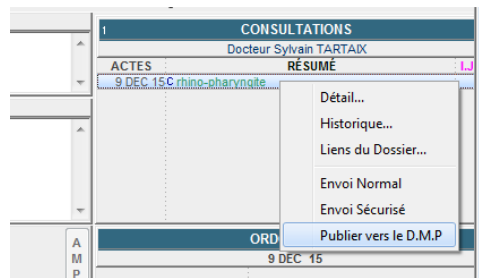 1 CONSULTATIONS
Docteur Sylvain TARTAIX
ACTES RÉSUMÉ I.J
9 DEC 15 C rhino-pharyngite
Détail...
Historique...
Liens du Dossier...
Envoi Normal
Envoi Sécurisé
Publier vers le D.M.P
ORD
9 DEC 15
A
M
P